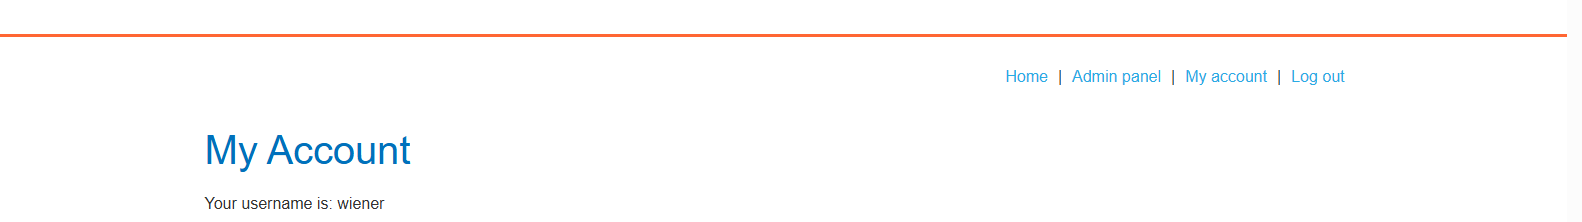 Home | Admin panel | My account | Log out
My Account
Your username is: wiener